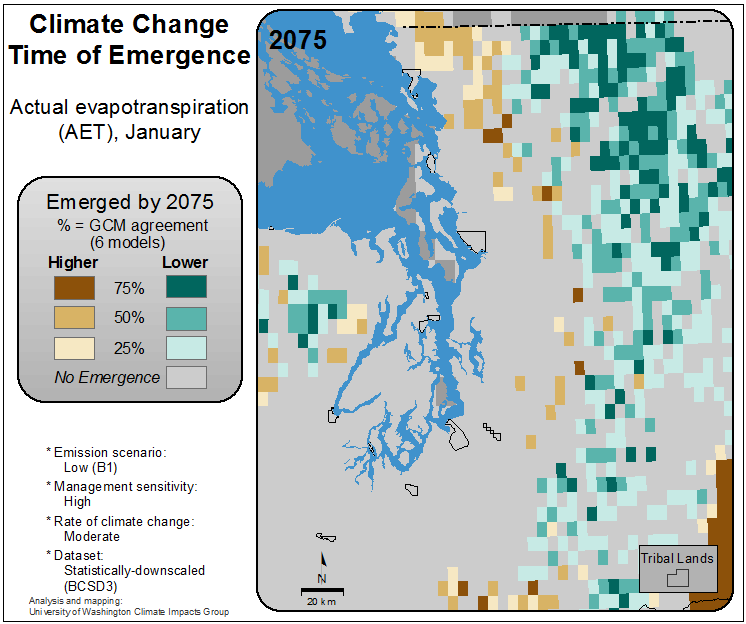 Climate Change
Time of Emergence
Actual evapotranspiration
(AET), January
Emerged by 2075
% = GCM agreement
(6 models)
Higher Lower
75%
50%
25%
No Emergence
* Emission scenario:
Low (B1)
* Management sensitivity:
High
* Rate of climate change:
Moderate
* Dataset:
Statistically-downscaled
(BCSD3)
Analysis and mapping:
University of Washington Climate Impacts Group
2075
N
20 km
Tribal Lands